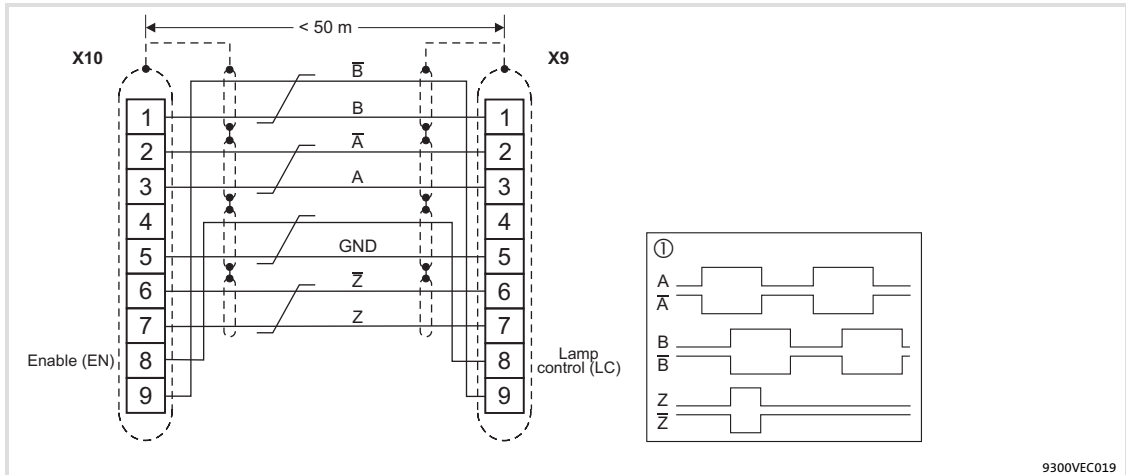 < 50 m
X10
X9
B̅
1
B
1
2
A̅
2
3
A
3
4
4
5
GND
5
6
Z̅
6
7
Z
7
Enable (EN)
8
8
Lamp
control (LC)
9
9
①
A
A̅
B
B̅
Z
Z̅
9300VEC019